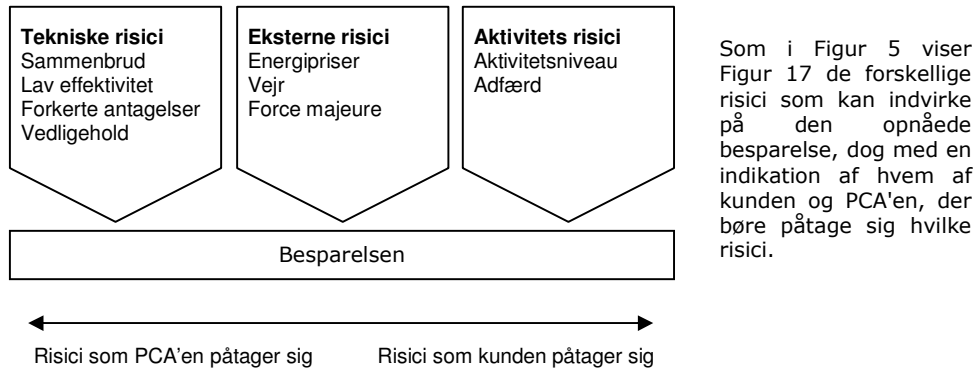 Tekniske risici
Sammenbrud
Lav effektivitet
Forkerte antagelser
Vedligehold
Eksterne risici
Energipriser
Vejr
Force majeure
Aktivitets risici
Aktivitetsniveau
Adfærd
Besparelsen
Risici som PCA'en påtager sig
Risici som kunden påtager sig
Som i Figur 5 viser
Figur 17 de forskellige
risici som kan indvirke
på den opnåede
besparelse, dog med en
indikation af hvem af
kunden og PCA'en, der
børe påtage sig hvilke
risici.